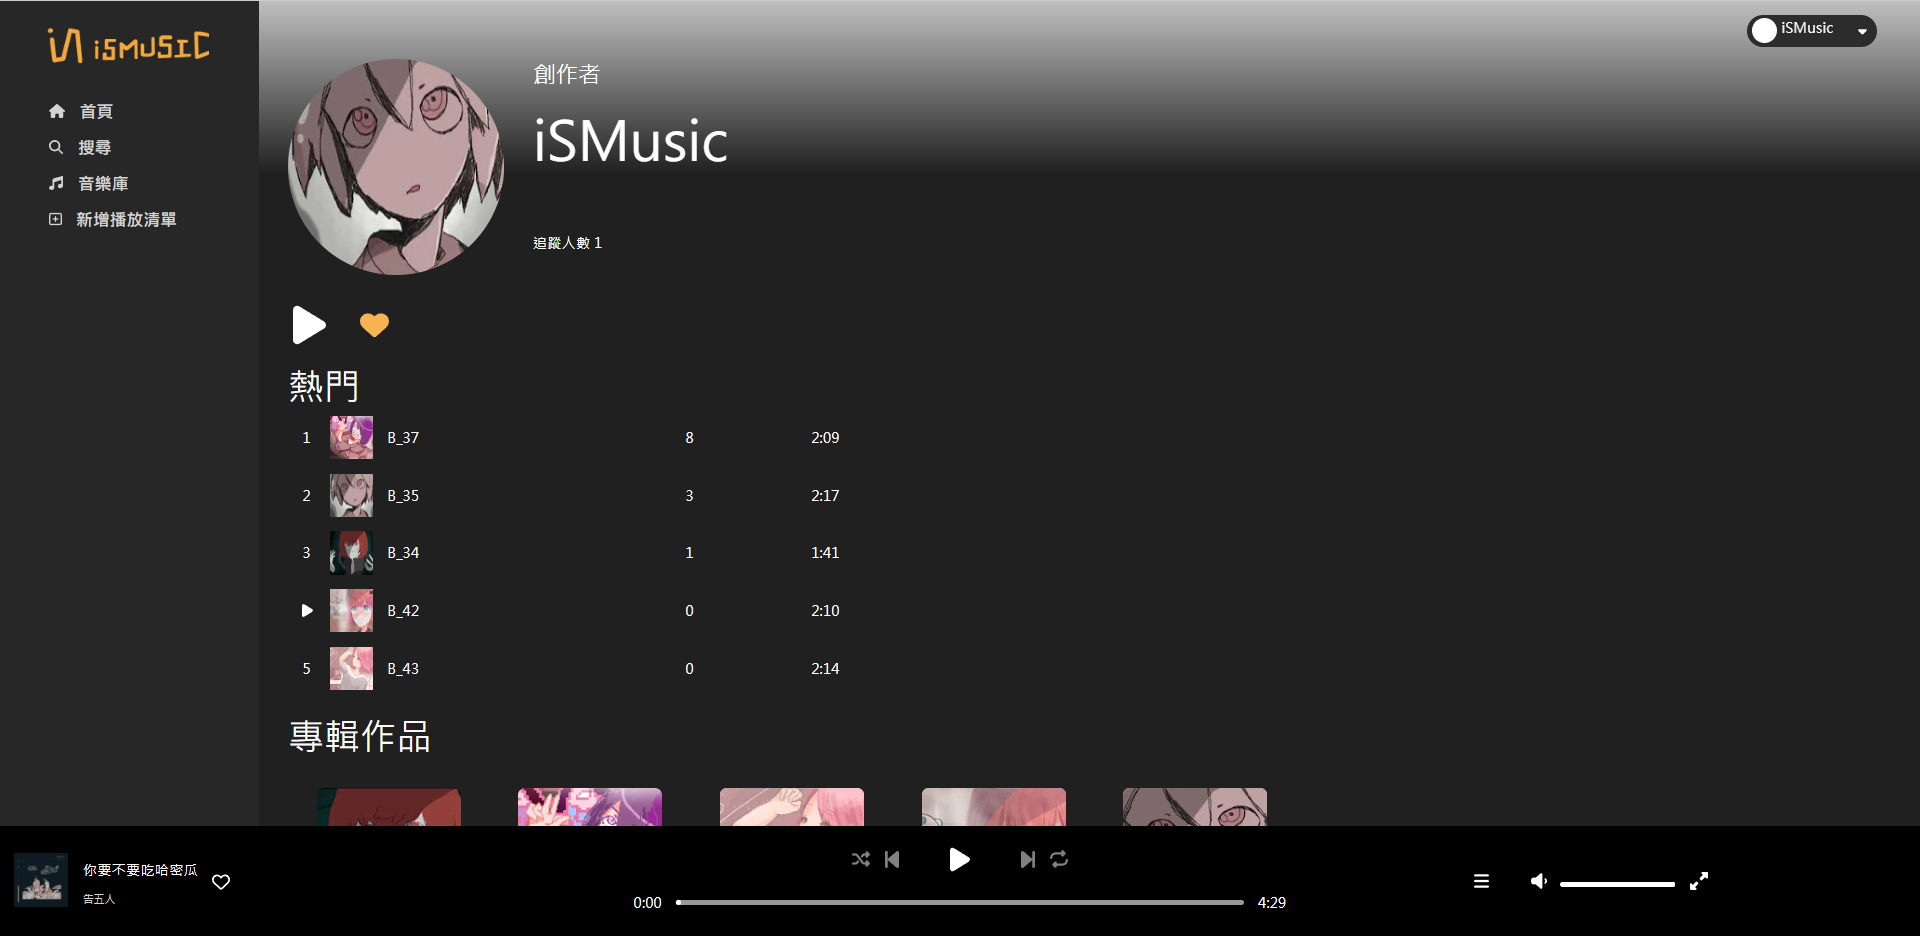 iSMUSIC
iSMusic
首頁
搜尋
音樂庫
新增播放清單
創作者
iSMusic
追蹤人數 1
熱門
1 B_37 8 2:09
2 B_35 3 2:17
3 B_34 1 1:41
B_42 0 2:10
5 B_43 0 2:14
專輯作品
你要不要吃哈密瓜
告五人
0:00 4:29